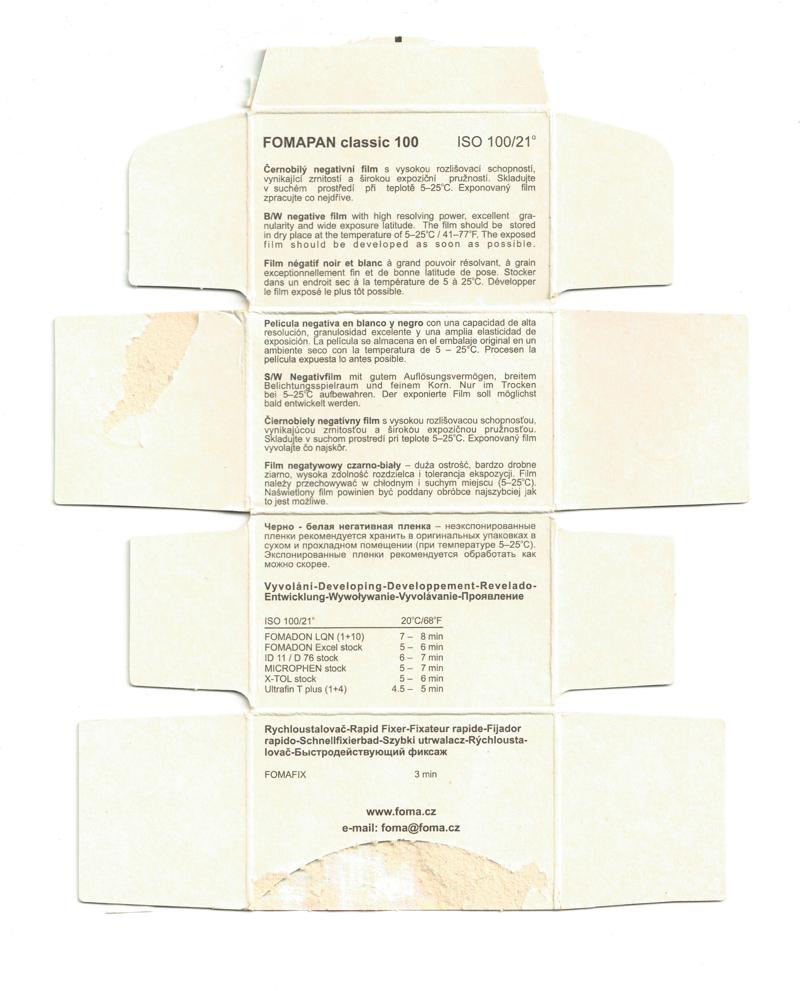 FOMAPAN classic 100 ISO 100/21°
Černobílý negativní film s vysokou rozlišovací schopností,
vynikající zrnitostí a širokou expoziční pružností. Skladujte
v suchém prostředí při teplotě 5–25°C. Exponovaný film
zpracujte co nejdříve.
B/W negative film with high resolving power, excellent gra-
nularity and wide exposure latitude. The film should be stored
in dry place at the temperature of 5–25°C / 41–77°F. The exposed
film should be developed as soon as possible.
Film négatif noir et blanc à grand pouvoir résolvant, à grain
exceptionnellement fin et de bonne latitude de pose. Stocker
dans un endroit sec à la température de 5 à 25°C. Développer
le film exposé le plus tôt possible.
Película negativa en blanco y negro con una capacidad de alta
resolución, granulosidad excelente y una amplia elasticidad de
exposición. La película se almacena en el embalaje original en un
ambiente seco con la temperatura de 5 – 25°C. Procesen la
película expuesta lo antes posible.
S/W Negativfilm mit gutem Auflösungsvermögen, breitem
Belichtungsspielraum und feinem Korn. Nur im Trocken
bei 5–25°C aufbewahren. Der exponierte Film soll möglichst
bald entwickelt werden.
Čiernobiely negatívny film s vysokou rozlišovacou schopnosťou,
vynikajúcou zrnitosťou a širokou expozičnou pružnosťou.
Skladujte v suchom prostredí pri teplote 5–25°C. Exponovaný film
vyvolajte čo najskôr.
Film negatywowy czarno-biały – duża ostrość, bardzo drobne
ziarno, wysoka zdolność rozdzielca i tolerancja ekspozycji. Film
należy przechowywać w chłodnym i suchym miejscu (5–25°C).
Naświetlony film powinien być poddany obróbce najszybciej jak
to jest możliwe.
Черно - белая негативная пленка – неэкспонированные
пленки рекомендуется хранить в оригинальных упаковках в
сухом и прохладном помещении (при температуре 5–25°C).
Экспонированные пленки рекомендуется обработать как
можно скорее.
Vyvolání-Developing-Developpement-Revelado-
Entwicklung-Wywoływanie-Vyvolávanie-Проявление
ISO 100/21° 20°C/68°F
FOMADON LQN (1+10) 7 – 8 min
FOMADON Excel stock 5 – 6 min
ID 11 / D 76 stock 6 – 7 min
MICROPHEN stock 5 – 7 min
X-TOL stock 5 – 6 min
Ultrafin T plus (1+4) 4.5 – 5 min
Rychloustalovač-Rapid Fixer-Fixateur rapide-Fijador
rapido-Schnellfixierbad-Szybki utrwalacz-Rýchlousta-
lovač-Быстродействующий фиксаж
FOMAFIX 3 min
www.foma.cz
e-mail: foma@foma.cz